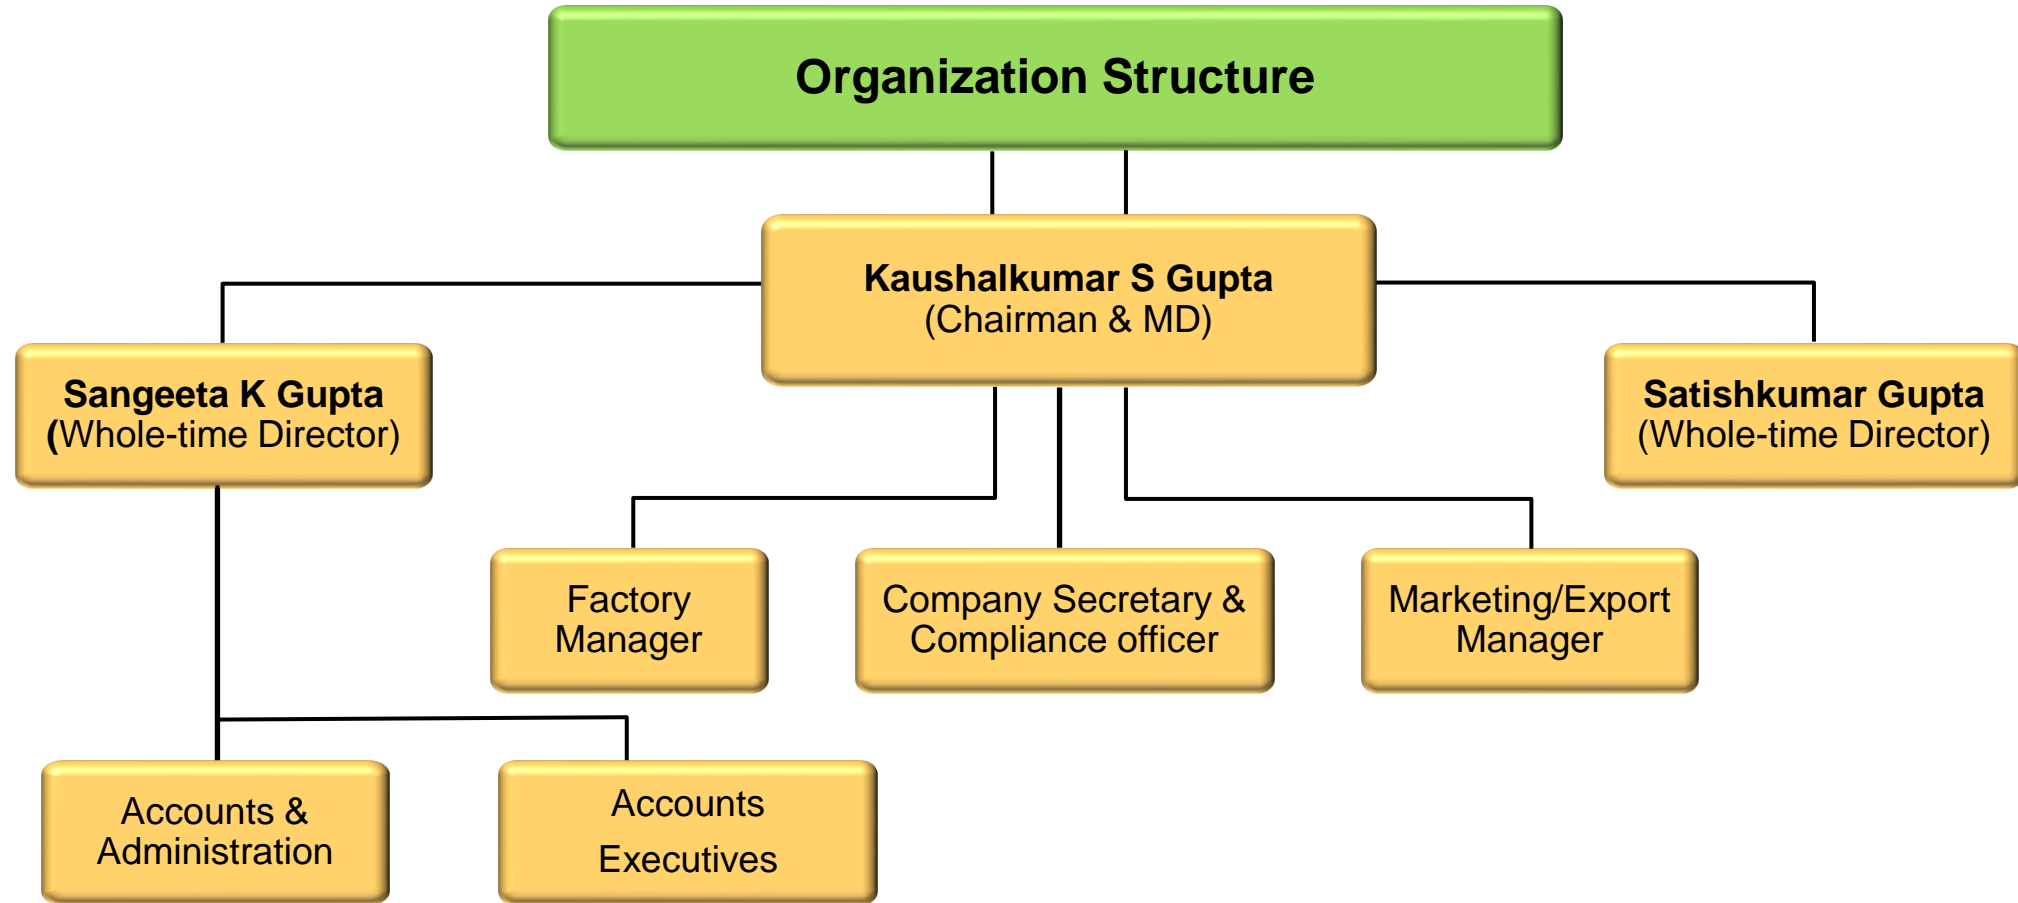 Organization Structure
Kaushalkumar S Gupta
(Chairman & MD)
Sangeeta K Gupta
(Whole-time Director)
Satishkumar Gupta
(Whole-time Director)
Factory
Manager
Company Secretary &
Compliance officer
Marketing/Export
Manager
Accounts &
Administration
Accounts
Executives